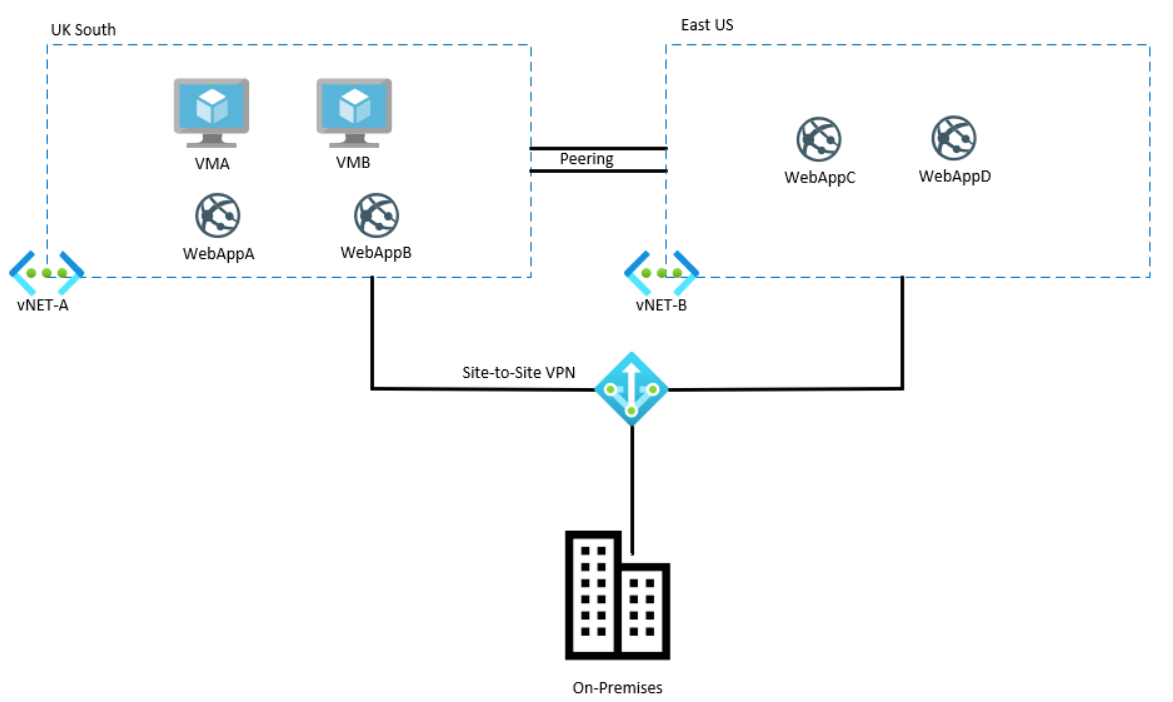 UK South
East US
VMA
VMB
Peering
WebAppC
WebAppD
WebAppA
WebAppB
vNET-A
vNET-B
Site-to-Site VPN
On-Premises